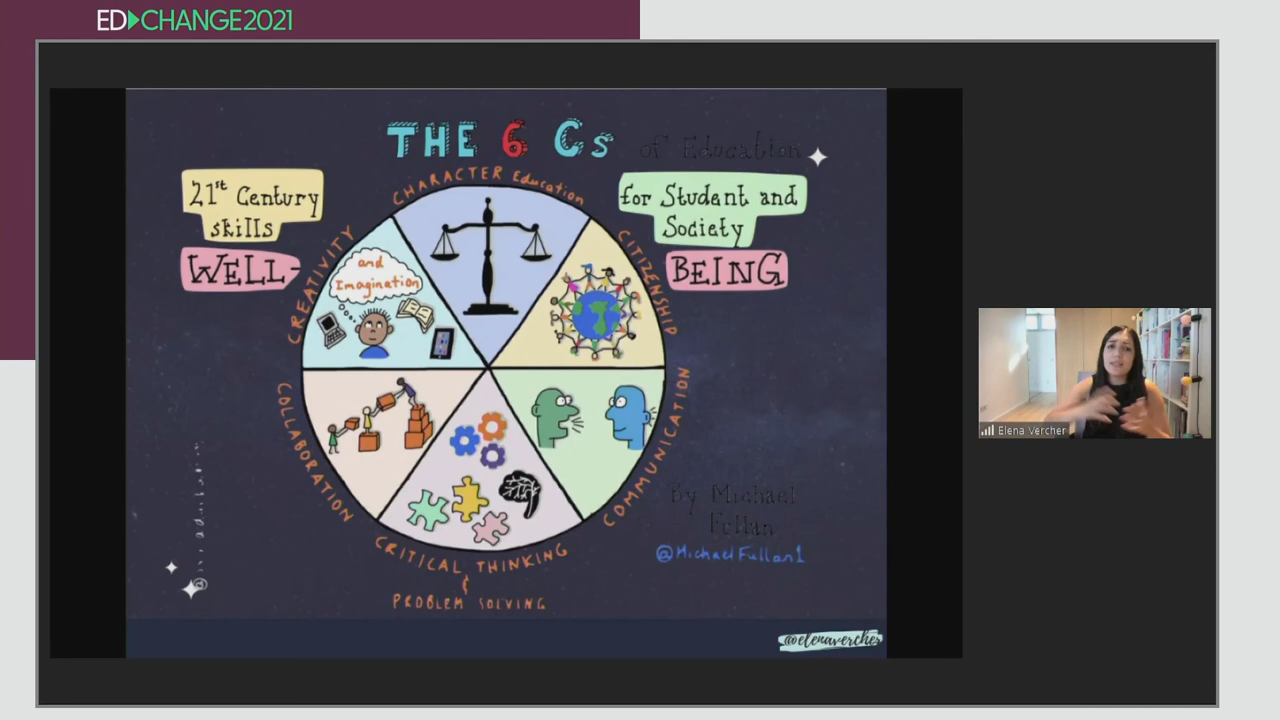 ED CHANGE2021
THE 6 Cs of Education
21st Century
skills
WELL-
for Student and
Society
BEING
CHARACTER Education
CREATIVITY
and
Imagination
CITIZENSHIP
COLLABORATION
COMMUNICATION
CRITICAL THINKING
&
PROBLEM SOLVING
By Michael
Fullan
@MichaelFullan1
@elenavercher
Elena Vercher